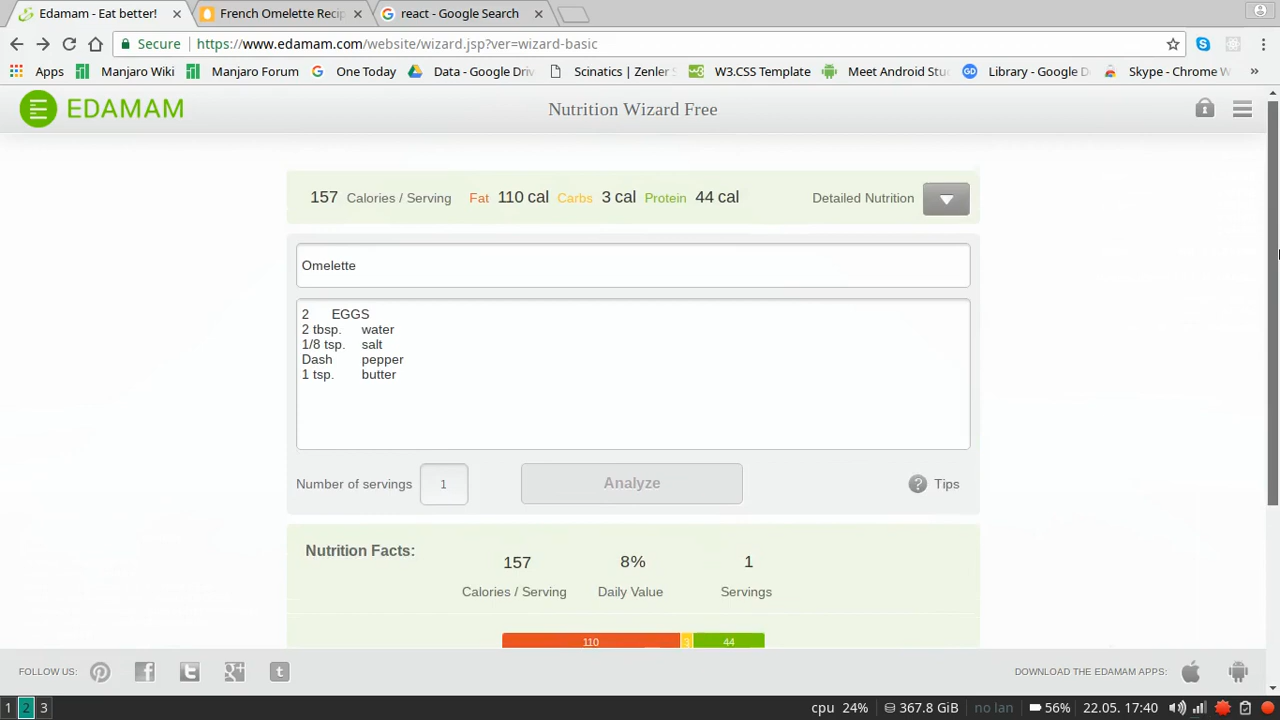 Edamam - Eat better!
French Omelette Recip
react - Google Search
Secure
https://www.edamam.com/website/wizard.jsp?ver=wizard-basic
Apps
Manjaro Wiki
Manjaro Forum
One Today
Data - Google Driv
Scinatics | Zenler S
W3.CSS Template
Meet Android Stu
Library - Google D
Skype - Chrome W
»
EDAMAM
Nutrition Wizard Free
157 Calories / Serving Fat 110 cal Carbs 3 cal Protein 44 cal
Detailed Nutrition
Omelette
2 EGGS
2 tbsp. water
1/8 tsp. salt
Dash pepper
1 tsp. butter
Number of servings 1
Analyze
? Tips
Nutrition Facts:
157 8% 1
Calories / Serving Daily Value Servings
110 3 44
FOLLOW US:
DOWNLOAD THE EDAMAM APPS:
1 2 3
cpu 24% 367.8 GiB no lan 56% 22.05. 17:40